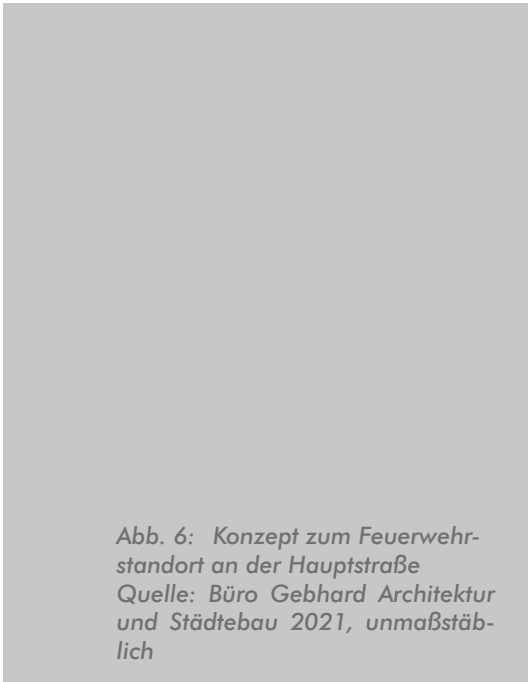 Abb. 6:  Konzept zum Feuerwehr-
standort an der Hauptstraße
Quelle: Büro Gebhard Architektur
und Städtebau 2021, unmaßstäb-
lich